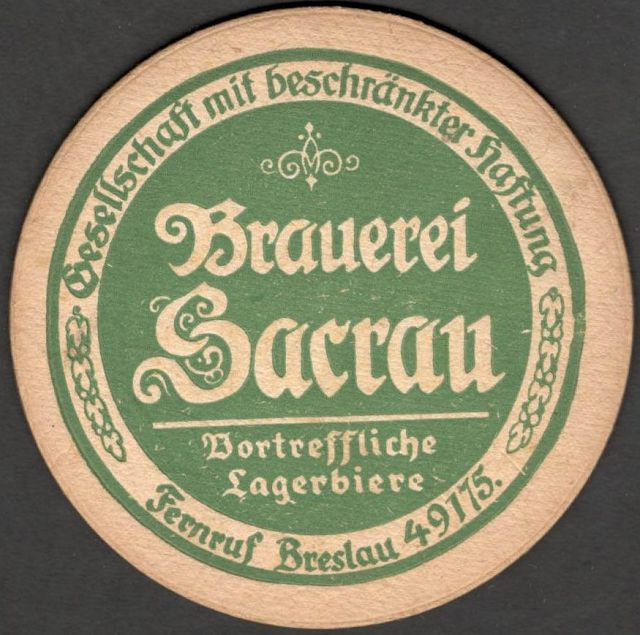 Gesellschaft mit beschränkter Haftung
Brauerei
Sacrau
Vortreffliche
Lagerbiere
Fernruf Breslau 49175.